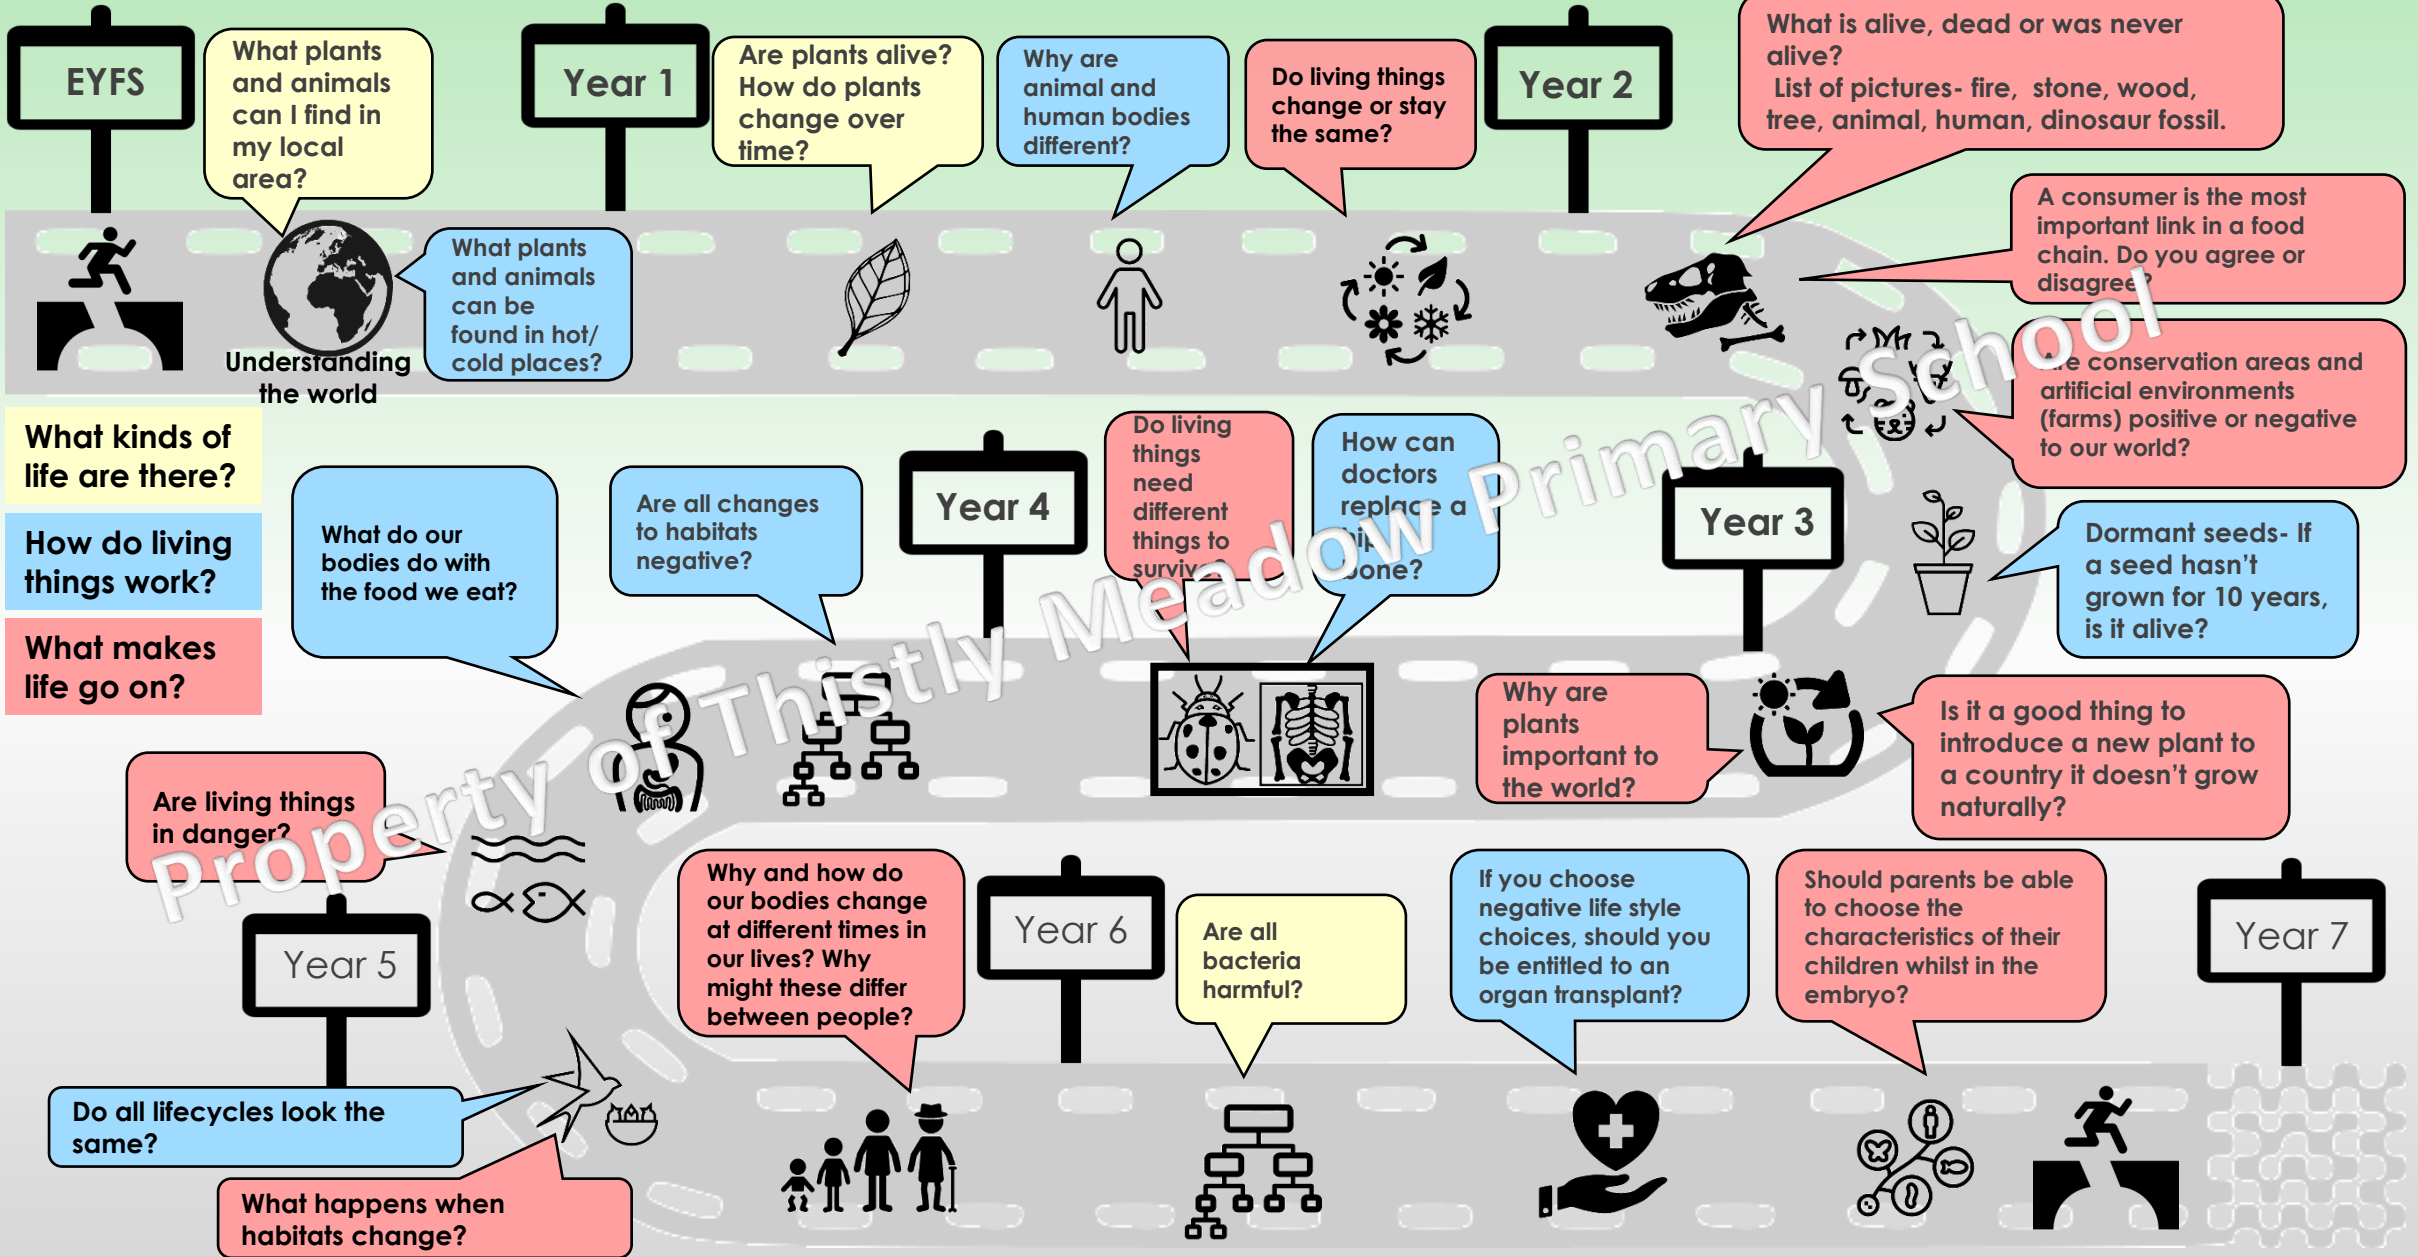 EYFS
What plants
and animals
can I find in
my local
area?
What plants
and animals
can be
found in hot/
cold places?
Understanding
the world
Year 1
Are plants alive?
How do plants
change over
time?
Why are
animal and
human bodies
different?
Do living things
change or stay
the same?
Year 2
What is alive, dead or was never
alive?
List of pictures- fire, stone, wood,
tree, animal, human, dinosaur fossil.
A consumer is the most
important link in a food
chain. Do you agree or
disagree?
Are conservation areas and
artificial environments
(farms) positive or negative
to our world?
Dormant seeds- If
a seed hasn't
grown for 10 years,
is it alive?
What kinds of
life are there?
How do living
things work?
What makes
life go on?
Year 3
Is it a good thing to
introduce a new plant to
a country it doesn't grow
naturally?
Why are
plants
important to
the world?
How can
doctors
replace a
hip
bone?
Do living
things
need
different
things to
survive?
Year 4
Are all changes
to habitats
negative?
What do our
bodies do with
the food we eat?
Are living things
in danger?
Year 5
Do all lifecycles look the
same?
What happens when
habitats change?
Why and how do
our bodies change
at different times in
our lives? Why
might these differ
between people?
Year 6
Are all
bacteria
harmful?
If you choose
negative life style
choices, should you
be entitled to an
organ transplant?
Should parents be able
to choose the
characteristics of their
children whilst in the
embryo?
Year 7
Property of Thistly Meadow Primary School